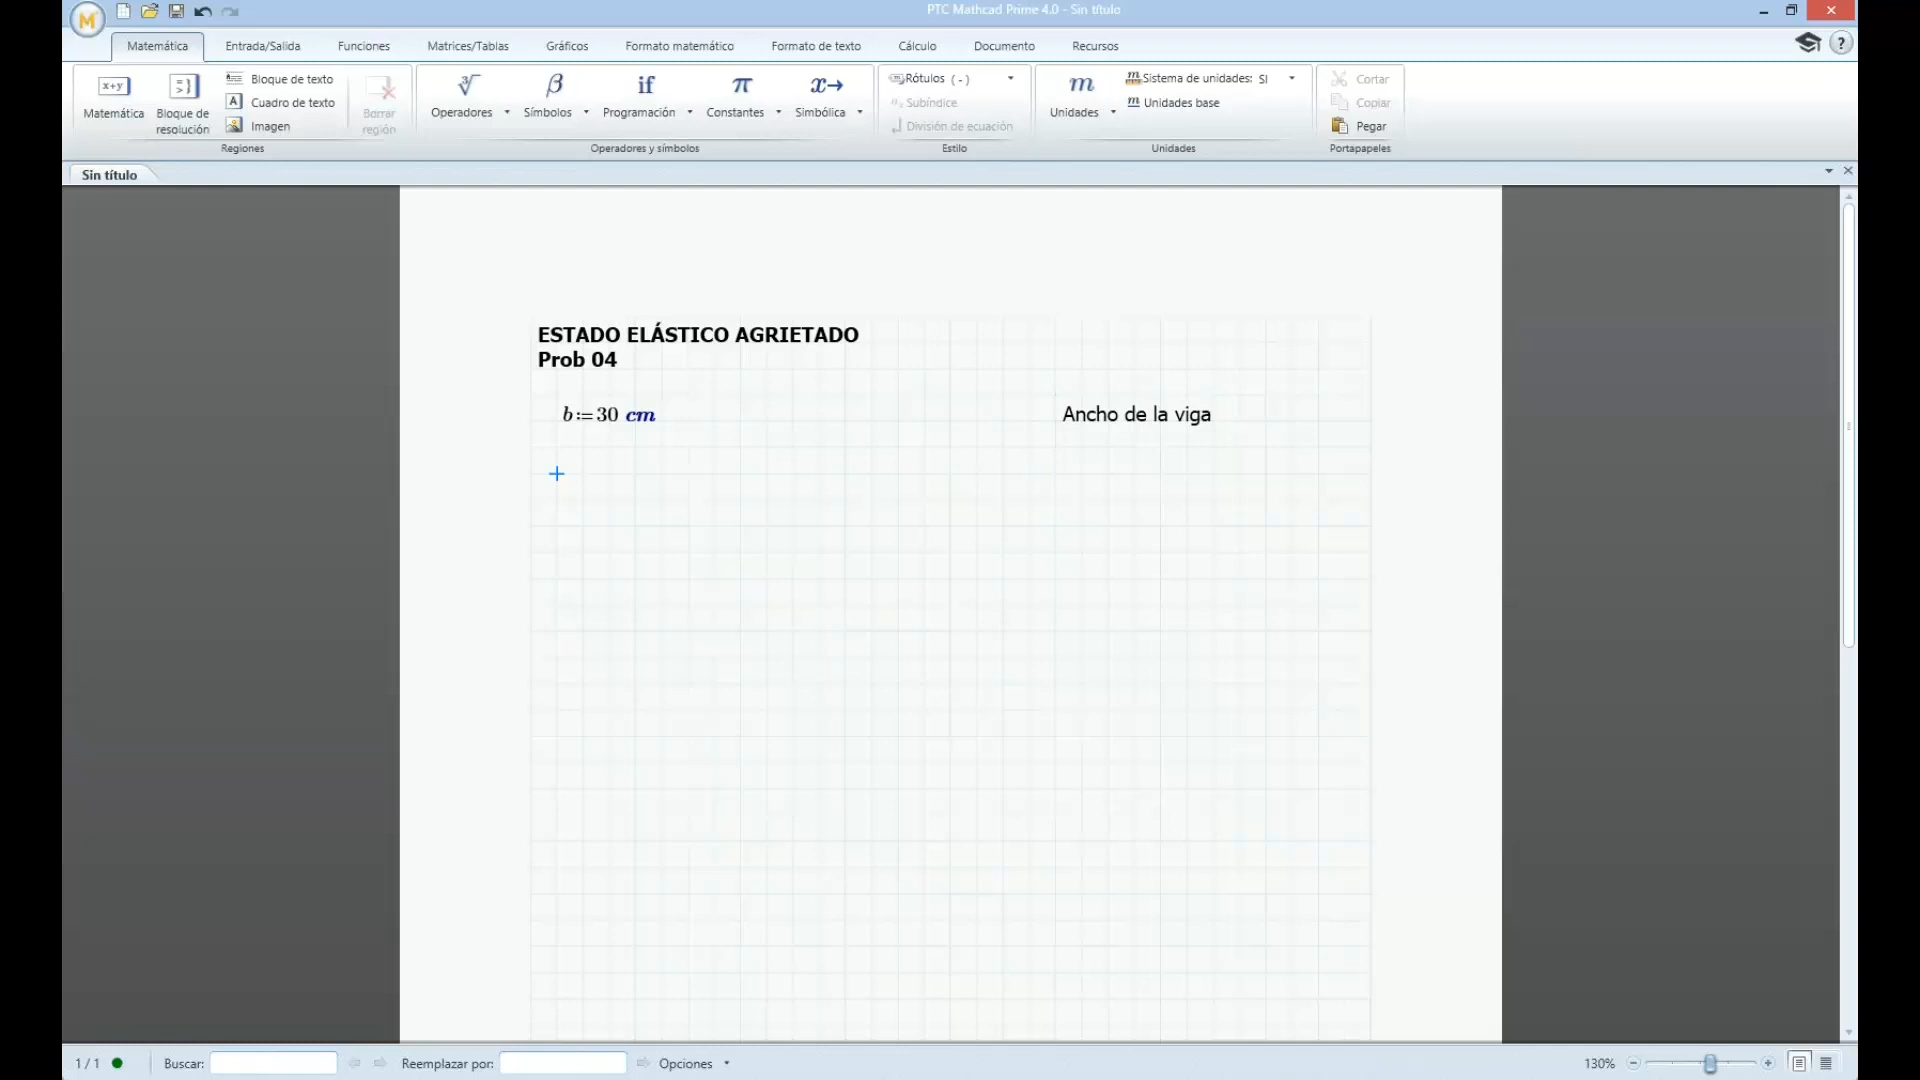 PTC Mathcad Prime 4.0 - Sin título
Matemática
Entrada/Salida
Funciones
Matrices/Tablas
Gráficos
Formato matemático
Formato de texto
Cálculo
Documento
Recursos
Matemática
Bloque de resolución
Bloque de texto
Cuadro de texto
Imagen
Borrar región
Regiones
Operadores
Símbolos
Programación
Constantes
Simbólica
Operadores y símbolos
Rótulos (-)
Subíndice
División de ecuación
Estilo
Unidades
Sistema de unidades: SI
Unidades base
Unidades
Cortar
Copiar
Pegar
Portapapeles
Sin título
ESTADO ELÁSTICO AGRIETADO
Prob 04
b:=30 cm
Ancho de la viga
1 / 1
Buscar:
Reemplazar por:
Opciones
130%